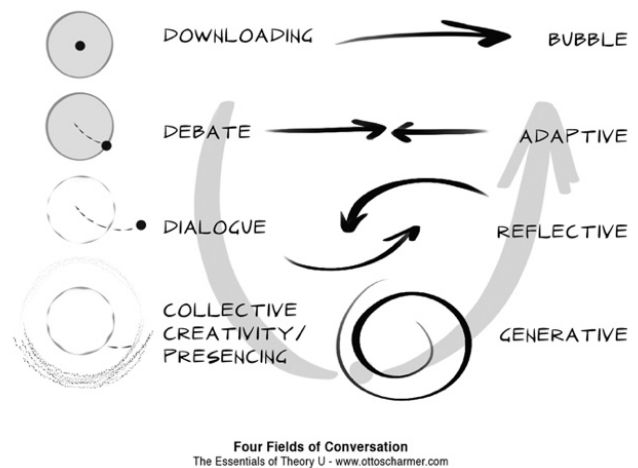 DOWNLOADING BUBBLE
DEBATE ADAPTIVE
DIALOGUE REFLECTIVE
COLLECTIVE
CREATIVITY/
PRESENCING
GENERATIVE
Four Fields of Conversation
The Essentials of Theory U - www.ottoscharmer.com